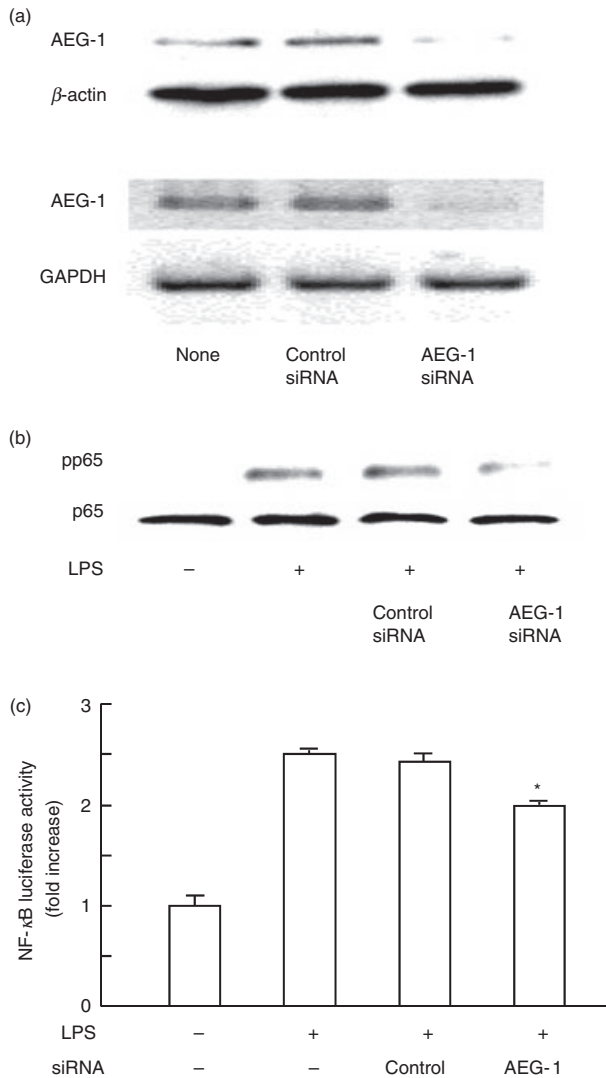 (a)
AEG-1
β-actin
AEG-1
GAPDH
None Control siRNA AEG-1 siRNA
(b)
pp65
p65
LPS – + + +
Control siRNA AEG-1 siRNA
(c)
NF-κB luciferase activity
(fold increase)
3
2
1
0
*
LPS – + + +
siRNA – – Control AEG-1